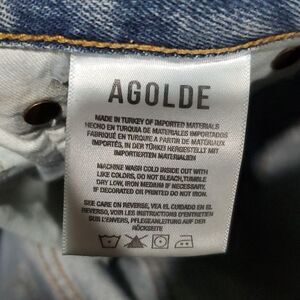 AGOLDE
MADE IN TURKEY OF IMPORTED MATERIALS
HECHO EN TURQUIA DE MATERIALES IMPORTADOS
FABRIQUÉ EN TURQUIE A PARTIR DE MATÉRIAUX
IMPORTÉS, IN DER TÜRKEI HERGESTELLT MIT
IMPORTIERTEN MATERIALIEN
MACHINE WASH COLD INSIDE OUT WITH
LIKE COLORS, DO NOT BLEACH, TUMBLE
DRY LOW, IRON MEDIUM IF NECESSARY.
IF DECORATED OR PRINTED DO NOT IRON.
SEE CARE ON REVERSE, VEA EL CUIDADO EN EL
REVERSO, VOIR LES INSTRUCTIONS D'ENTRETIEN
SUR L'ENVERS, PFLEGEANLEITUNG AUF DER
RÜCKSEITE